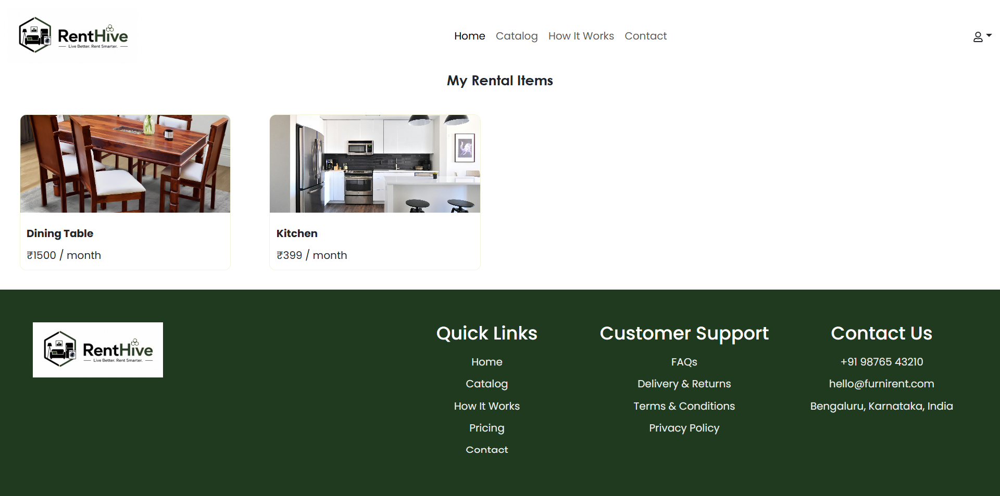 RentHive
Live Better. Rent Smarter.
Home Catalog How It Works Contact
My Rental Items
Dining Table
₹1500 / month
Kitchen
₹399 / month
RentHive
Live Better. Rent Smarter.
Quick Links
Home
Catalog
How It Works
Pricing
Contact
Customer Support
FAQs
Delivery & Returns
Terms & Conditions
Privacy Policy
Contact Us
+91 98765 43210
hello@furnirent.com
Bengaluru, Karnataka, India